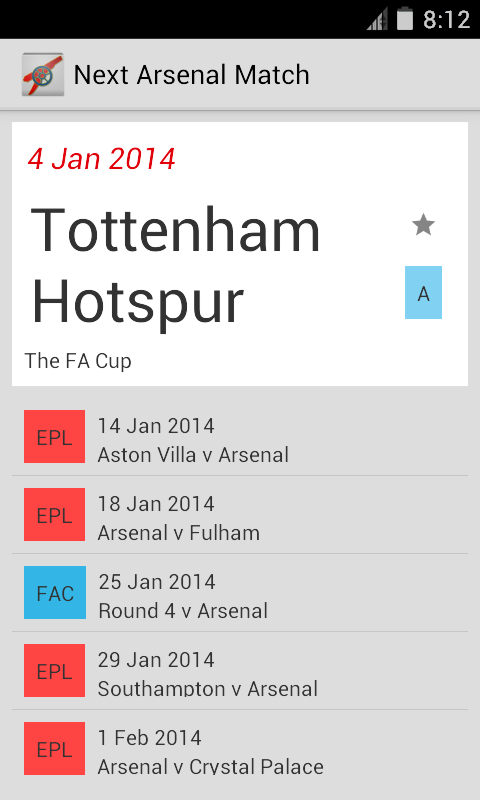 8:12
Next Arsenal Match
4 Jan 2014
Tottenham
Hotspur
A
The FA Cup
EPL
14 Jan 2014
Aston Villa v Arsenal
EPL
18 Jan 2014
Arsenal v Fulham
FAC
25 Jan 2014
Round 4 v Arsenal
EPL
29 Jan 2014
Southampton v Arsenal
EPL
1 Feb 2014
Arsenal v Crystal Palace